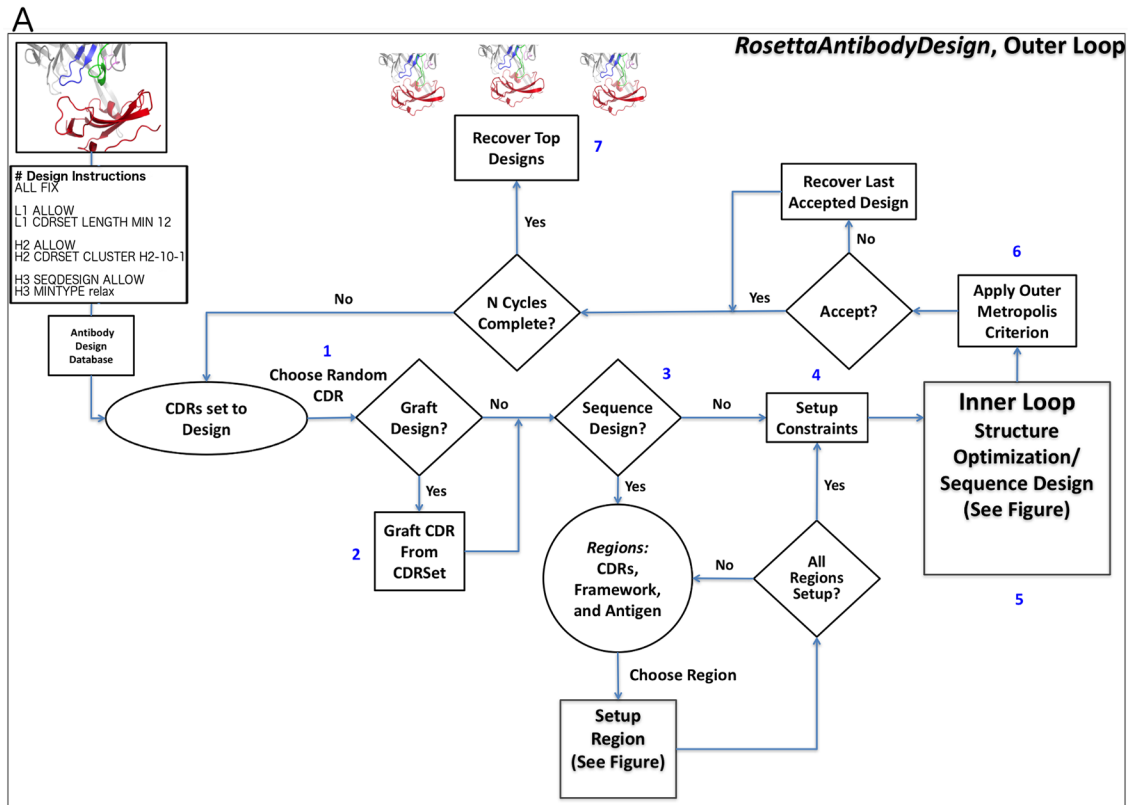 A
RosettaAntibodyDesign, Outer Loop
# Design Instructions
ALL FIX
L1 ALLOW
L1 CDRSET LENGTH MIN 12
H2 ALLOW
H2 CDRSET CLUSTER H2-10-1
H3 SEQDESIGN ALLOW
H3 MINTYPE relax
Antibody
Design
Database
CDRs set to
Design
1
Choose Random
CDR
Graft
Design?
No
Yes
2
Graft CDR
From
CDRSet
3
Sequence
Design?
No
Yes
Regions:
CDRs,
Framework,
and Antigen
Choose Region
Setup
Region
(See Figure)
All
Regions
Setup?
No
Yes
4
Setup
Constraints
Inner Loop
Structure
Optimization/
Sequence Design
(See Figure)
5
6
Apply Outer
Metropolis
Criterion
Accept?
No
Recover Last
Accepted Design
Yes
N Cycles
Complete?
No
Yes
Recover Top
Designs
7